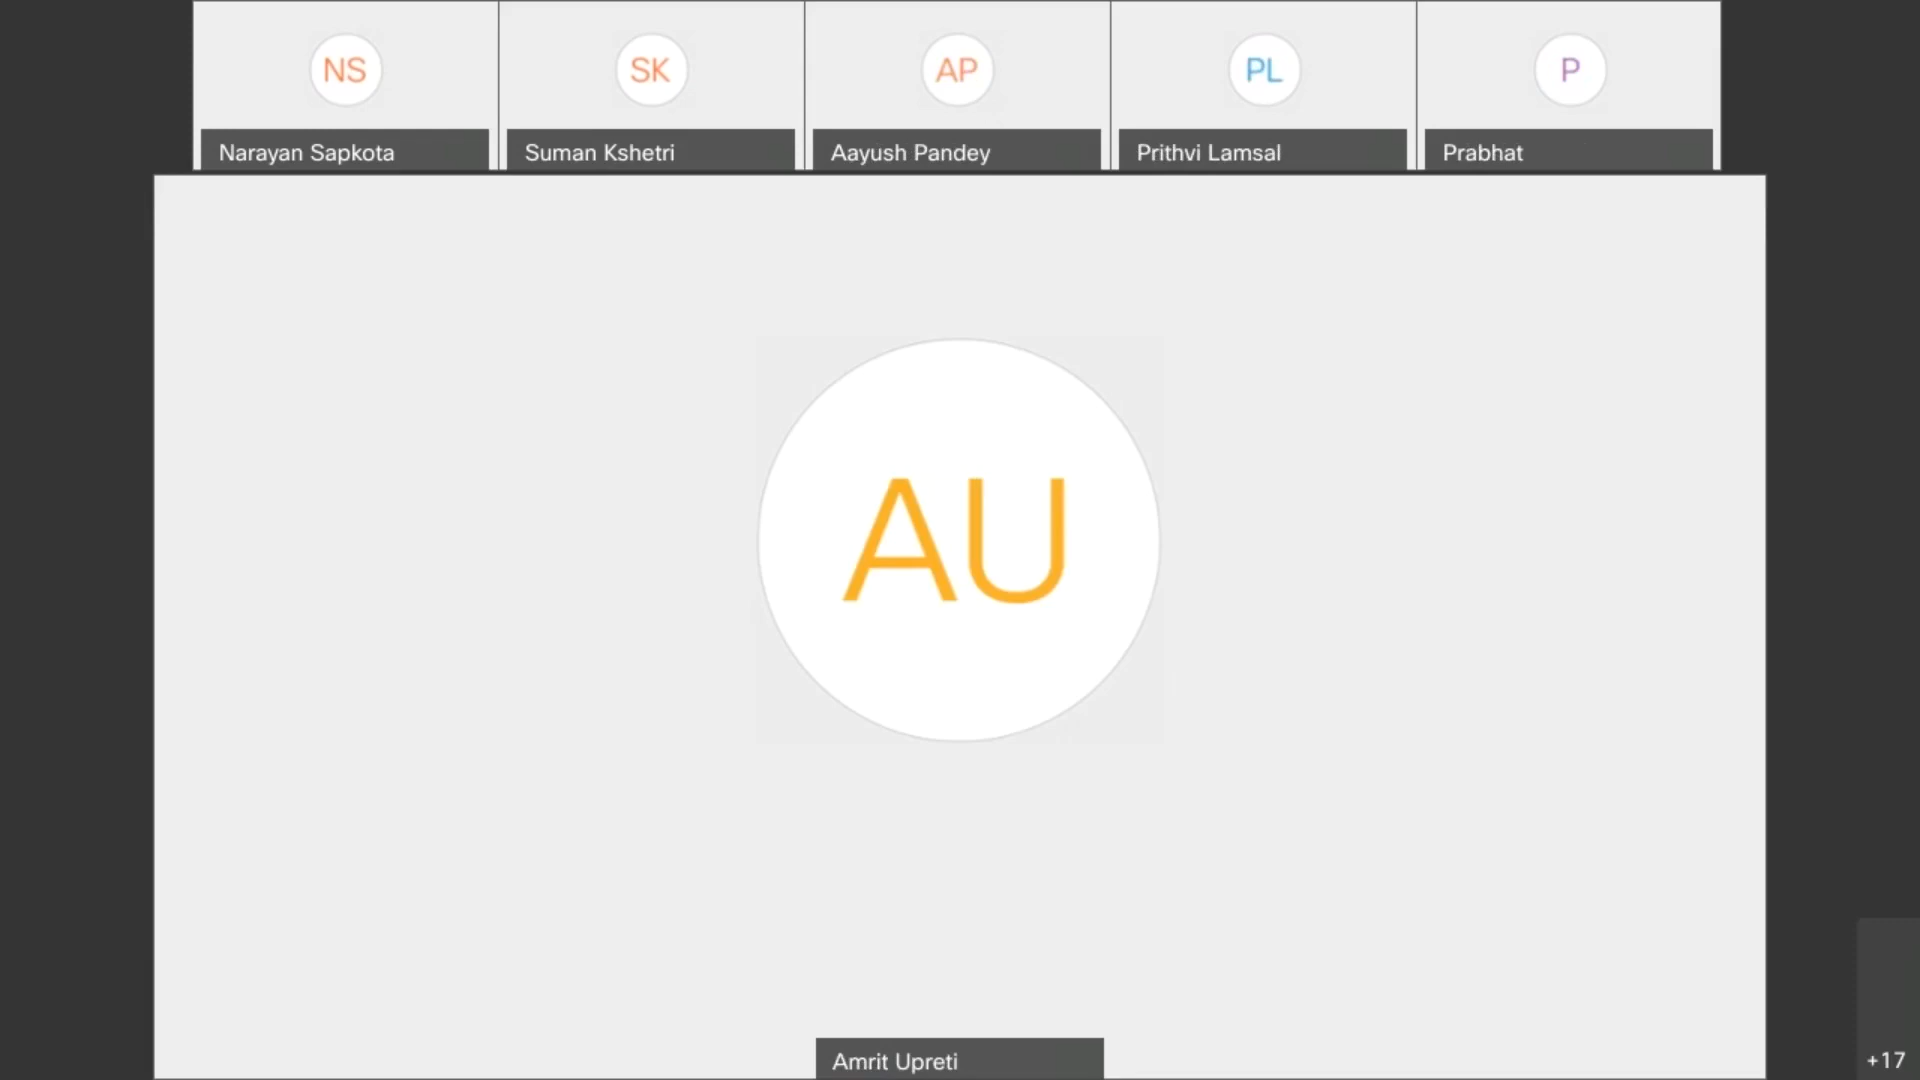 NS
SK
AP
PL
P
Narayan Sapkota
Suman Kshetri
Aayush Pandey
Prithvi Lamsal
Prabhat
AU
Amrit Upreti
+17